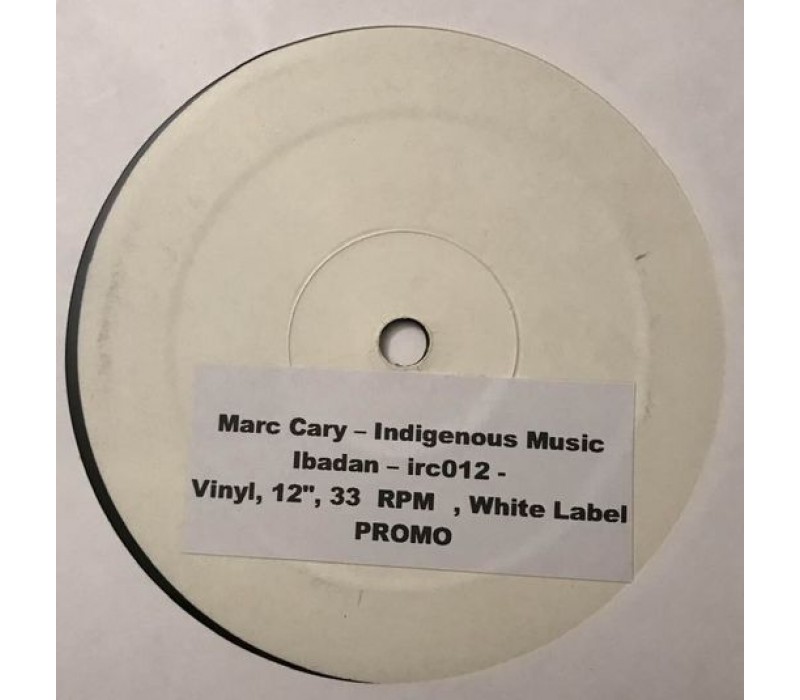 Marc Cary – Indigenous Music
Ibadan – irc012 -
Vinyl, 12", 33 RPM , White Label
PROMO